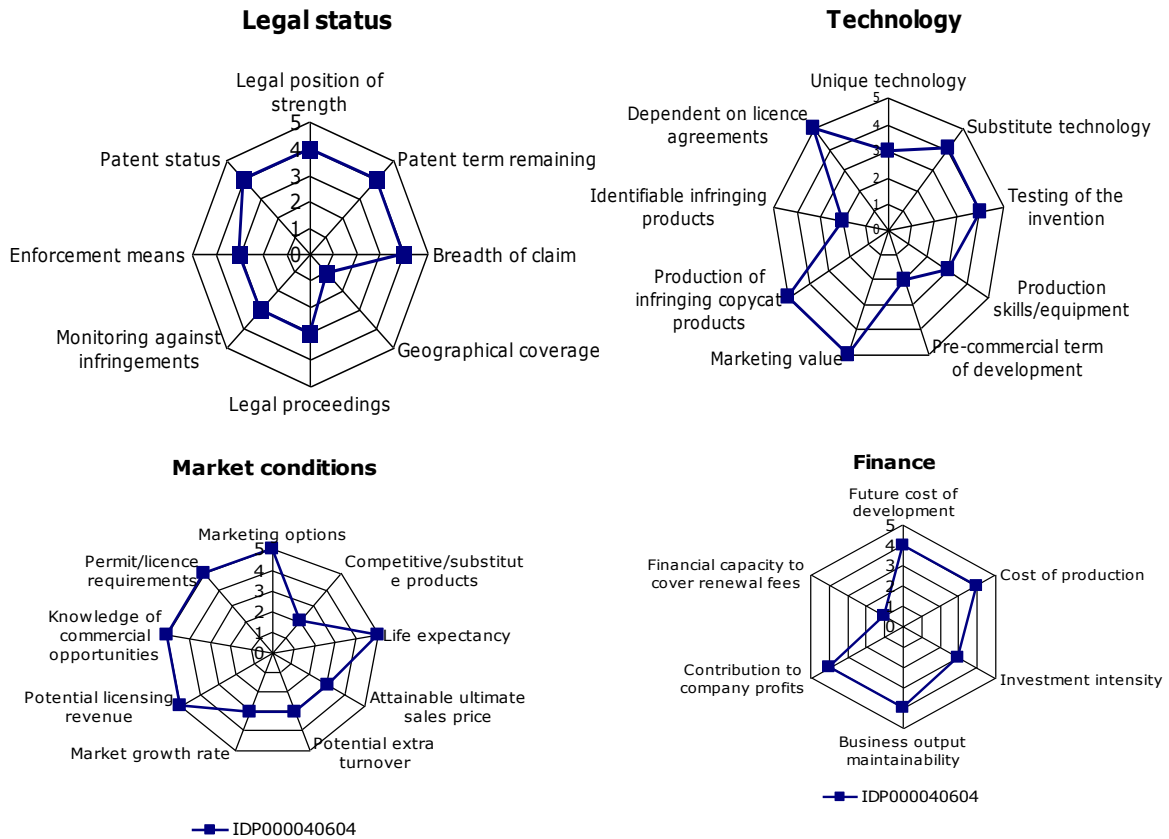 Legal status
Legal position of
strength
5
4
3
2
1
0
Patent term remaining
Breadth of claim
Geographical coverage
Legal proceedings
Monitoring against
infringements
Enforcement means
Patent status
Technology
Unique technology
5
4
3
2
1
0
Substitute technology
Testing of the
invention
Production
skills/equipment
Pre-commercial term
of development
Marketing value
Production of
infringing copycat
products
Identifiable infringing
products
Dependent on licence
agreements
Market conditions
Marketing options
5
4
3
2
1
0
Competitive/substitut
e products
Life expectancy
Attainable ultimate
sales price
Potential extra
turnover
Market growth rate
Potential licensing
revenue
Knowledge of
commercial
opportunities
Permit/licence
requirements
IDP000040604
Finance
Future cost of
development
5
4
3
2
1
0
Cost of production
Investment intensity
Business output
maintainability
Contribution to
company profits
Financial capacity to
cover renewal fees
IDP000040604